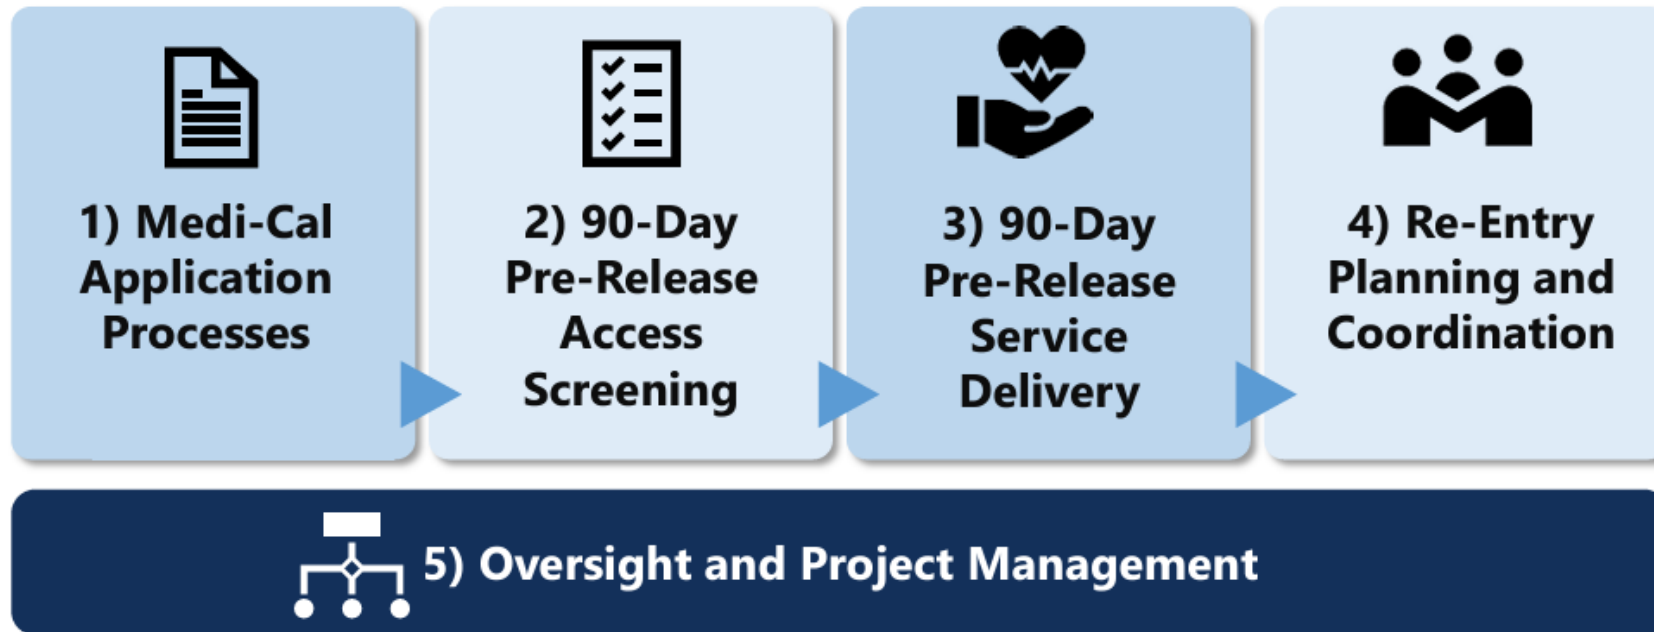 1) Medi-Cal
Application
Processes
2) 90-Day
Pre-Release
Access
Screening
3) 90-Day
Pre-Release
Service
Delivery
4) Re-Entry
Planning and
Coordination
5) Oversight and Project Management